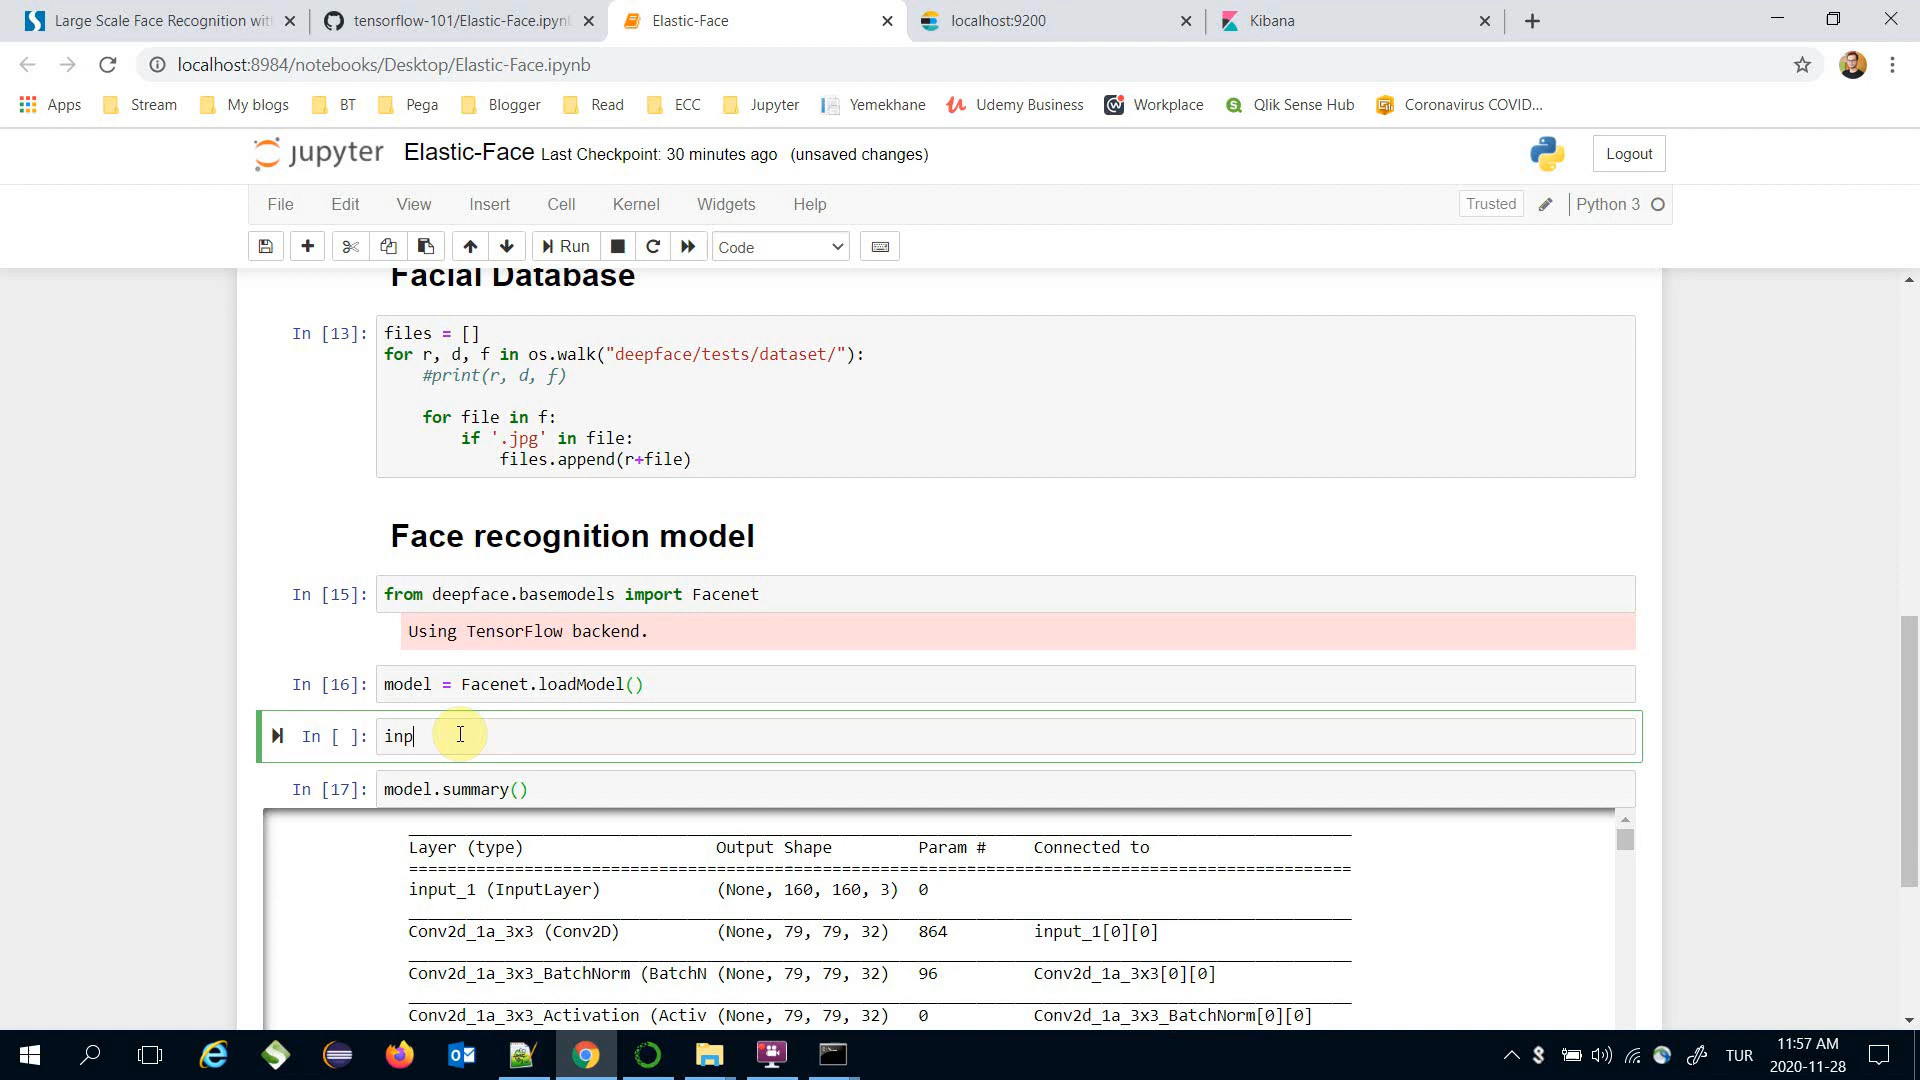 Large Scale Face Recognition wit
tensorflow-101/Elastic-Face.ipyn
Elastic-Face
localhost:9200
Kibana
localhost:8984/notebooks/Desktop/Elastic-Face.ipynb
Apps
Stream
My blogs
BT
Pega
Blogger
Read
ECC
Jupyter
Yemekhane
Udemy Business
Workplace
Qlik Sense Hub
Coronavirus COVID...
jupyter Elastic-Face Last Checkpoint: 30 minutes ago (unsaved changes)
Logout
File Edit View Insert Cell Kernel Widgets Help
Trusted
Python 3
Run
Code
Facial Database
In [13]: files = []
for r, d, f in os.walk("deepface/tests/dataset/"):
#print(r, d, f)
for file in f:
if '.jpg' in file:
files.append(r+file)
Face recognition model
In [15]: from deepface.basemodels import Facenet
Using TensorFlow backend.
In [16]: model = Facenet.loadModel()
In [ ]: inp
In [17]: model.summary()
Layer (type) Output Shape Param # Connected to
input_1 (InputLayer) (None, 160, 160, 3) 0
Conv2d_1a_3x3 (Conv2D) (None, 79, 79, 32) 864 input_1[0][0]
Conv2d_1a_3x3_BatchNorm (BatchN (None, 79, 79, 32) 96 Conv2d_1a_3x3[0][0]
Conv2d_1a_3x3_Activation (Activ (None, 79, 79, 32) 0 Conv2d_1a_3x3_BatchNorm[0][0]
TUR
11:57 AM
2020-11-28